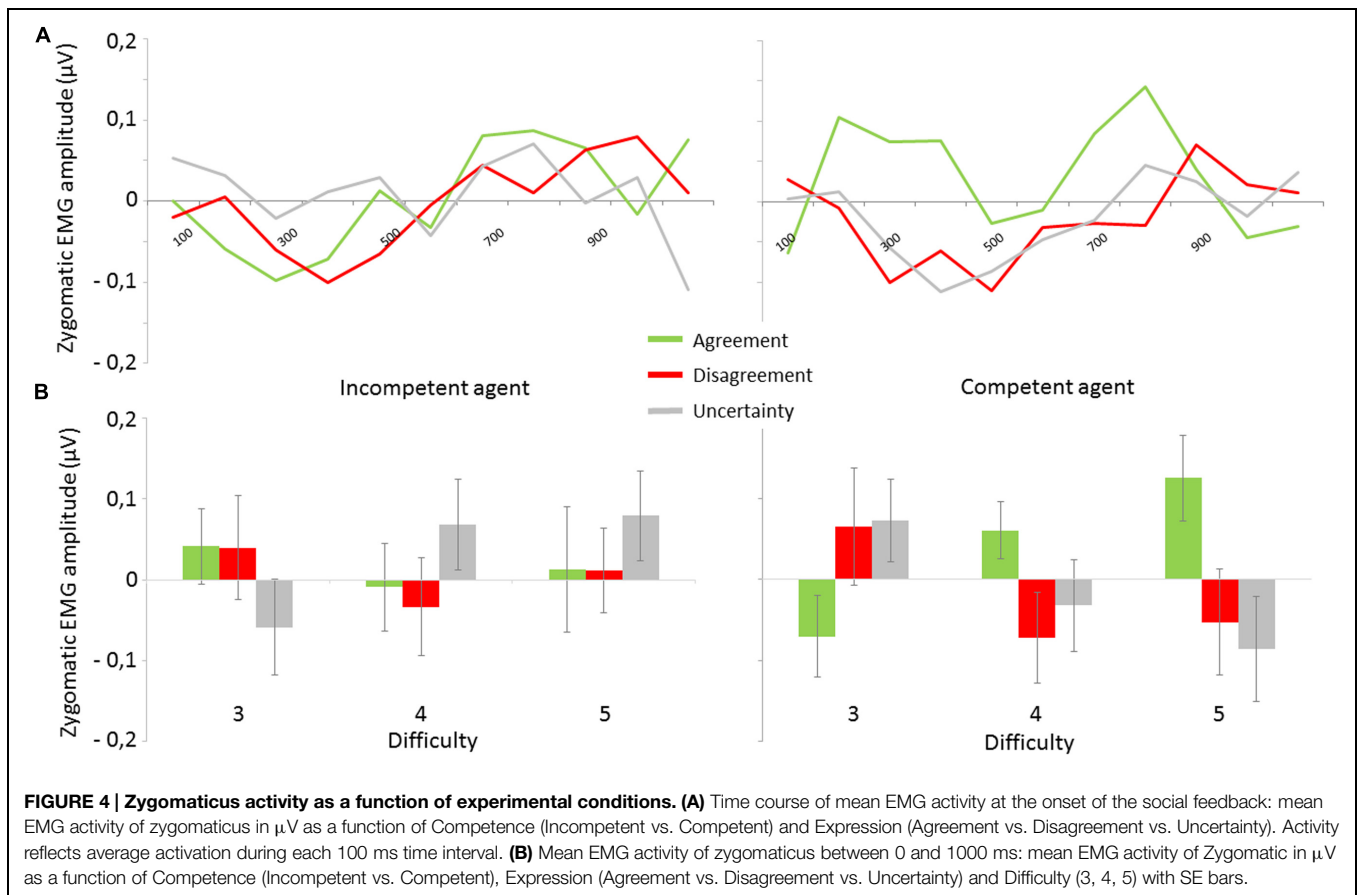 A
Zygomatic EMG amplitude (µV)
0,2
0,1
0
- 0,1
- 0,2
100
300
500
700
900
Incompetent agent
100
300
500
700
900
Competent agent
Agreement
Disagreement
Uncertainty
B
Zygomatic EMG amplitude (µV)
0,2
0,1
0
- 0,1
- 0,2
3
4
5
Difficulty
3
4
5
Difficulty
FIGURE 4 | Zygomaticus activity as a function of experimental conditions. (A) Time course of mean EMG activity at the onset of the social feedback: mean
EMG activity of zygomaticus in µV as a function of Competence (Incompetent vs. Competent) and Expression (Agreement vs. Disagreement vs. Uncertainty). Activity
reflects average activation during each 100 ms time interval. (B) Mean EMG activity of zygomaticus between 0 and 1000 ms: mean EMG activity of Zygomatic in µV
as a function of Competence (Incompetent vs. Competent), Expression (Agreement vs. Disagreement vs. Uncertainty) and Difficulty (3, 4, 5) with SE bars.